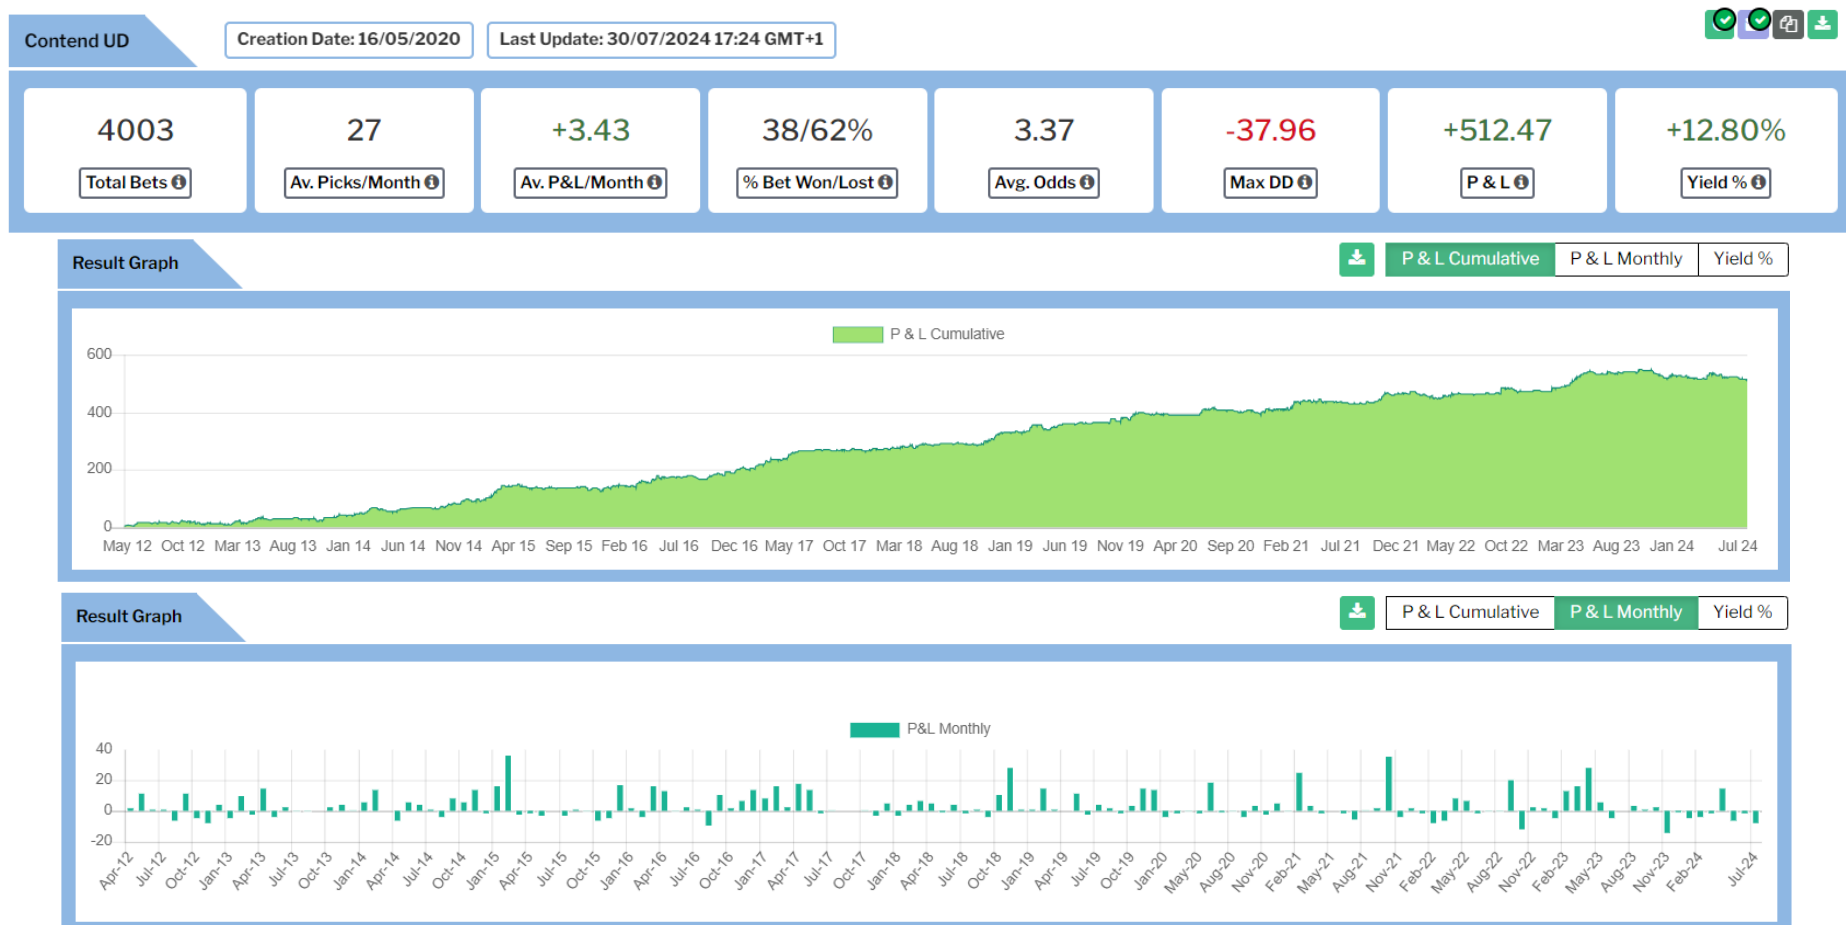 Contend UD
Creation Date: 16/05/2020
Last Update: 30/07/2024 17:24 GMT+1
4003
27
+3.43
38/62%
3.37
-37.96
+512.47
+12.80%
Total Bets
Av. Picks/Month
Av. P&L/Month
% Bet Won/Lost
Avg. Odds
Max DD
P & L
Yield %
Result Graph
P & L Cumulative
P & L Monthly
Yield %
P & L Cumulative
600
400
200
0
May 12 Oct 12 Mar 13 Aug 13 Jan 14 Jun 14 Nov 14 Apr 15 Sep 15 Feb 16 Jul 16 Dec 16 May 17 Oct 17 Mar 18 Aug 18 Jan 19 Jun 19 Nov 19 Apr 20 Sep 20 Feb 21 Jul 21 Dec 21 May 22 Oct 22 Mar 23 Aug 23 Jan 24 Jul 24
Result Graph
P & L Cumulative
P & L Monthly
Yield %
P&L Monthly
40
20
0
-20
Apr-12 Jul-12 Oct-12 Jan-13 Apr-13 Jul-13 Oct-13 Jan-14 Apr-14 Jul-14 Oct-14 Jan-15 Apr-15 Jul-15 Oct-15 Jan-16 Apr-16 Jul-16 Oct-16 Jan-17 Apr-17 Jul-17 Oct-17 Jan-18 Apr-18 Jul-18 Oct-18 Jan-19 Apr-19 Jul-19 Oct-19 Jan-20 May-20 Aug-20 Nov-20 Feb-21 May-21 Aug-21 Nov-21 Feb-22 May-22 Aug-22 Nov-22 Feb-23 May-23 Aug-23 Nov-23 Feb-24 Jul-24